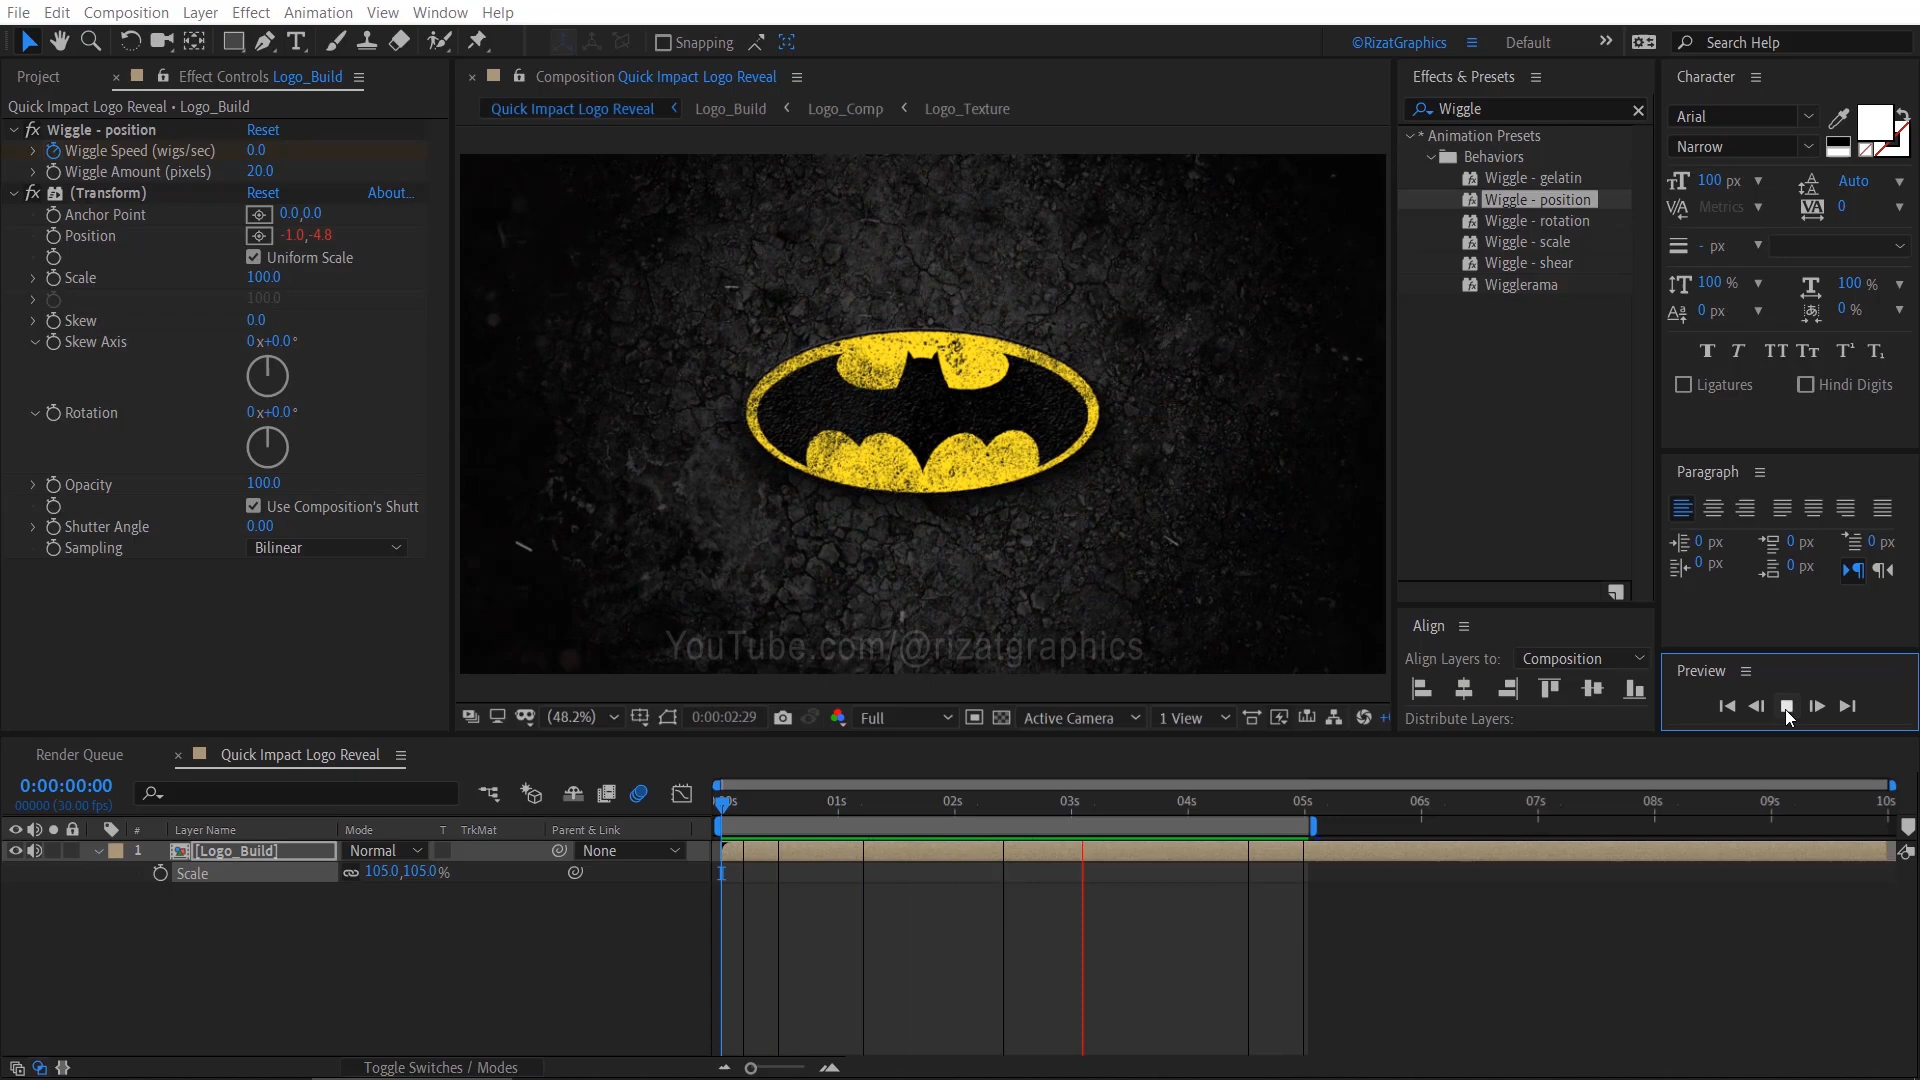 File Edit Composition Layer Effect Animation View Window Help
Snapping ©RizatGraphics Default Search Help
Project Effect Controls Logo_Build
Quick Impact Logo Reveal • Logo_Build
fx Wiggle - position Reset
Wiggle Speed (wigs/sec) 0.0
Wiggle Amount (pixels) 20.0
fx (Transform) Reset About...
Anchor Point 0.0,0.0
Position -1.0,-4.8
Uniform Scale
Scale 100.0
100.0
Skew 0.0
Skew Axis 0x+0.0°
Rotation 0x+0.0°
Opacity 100.0
Use Composition's Shutt
Shutter Angle 0.00
Sampling Bilinear
Composition Quick Impact Logo Reveal
Quick Impact Logo Reveal Logo_Build Logo_Comp Logo_Texture
YouTube.com/@rizatgraphics
(48.2%) 0:00:02:29 Full Active Camera 1 View
Effects & Presets
Wiggle
* Animation Presets
Behaviors
Wiggle - gelatin
Wiggle - position
Wiggle - rotation
Wiggle - scale
Wiggle - shear
Wigglerama
Align
Align Layers to: Composition
Distribute Layers:
Character
Arial
Narrow
100 px Auto
Metrics 0
- px
100 % 100 %
0 px 0 %
Ligatures Hindi Digits
Paragraph
0 px 0 px 0 px
0 px 0 px
Preview
Render Queue Quick Impact Logo Reveal
0:00:00:00
00000 (30.00 fps)
01s 02s 03s 04s 05s 06s 07s 08s 09s 10s
# Layer Name Mode T TrkMat Parent & Link
1 [Logo_Build] Normal None
Scale 105.0,105.0%
Toggle Switches / Modes